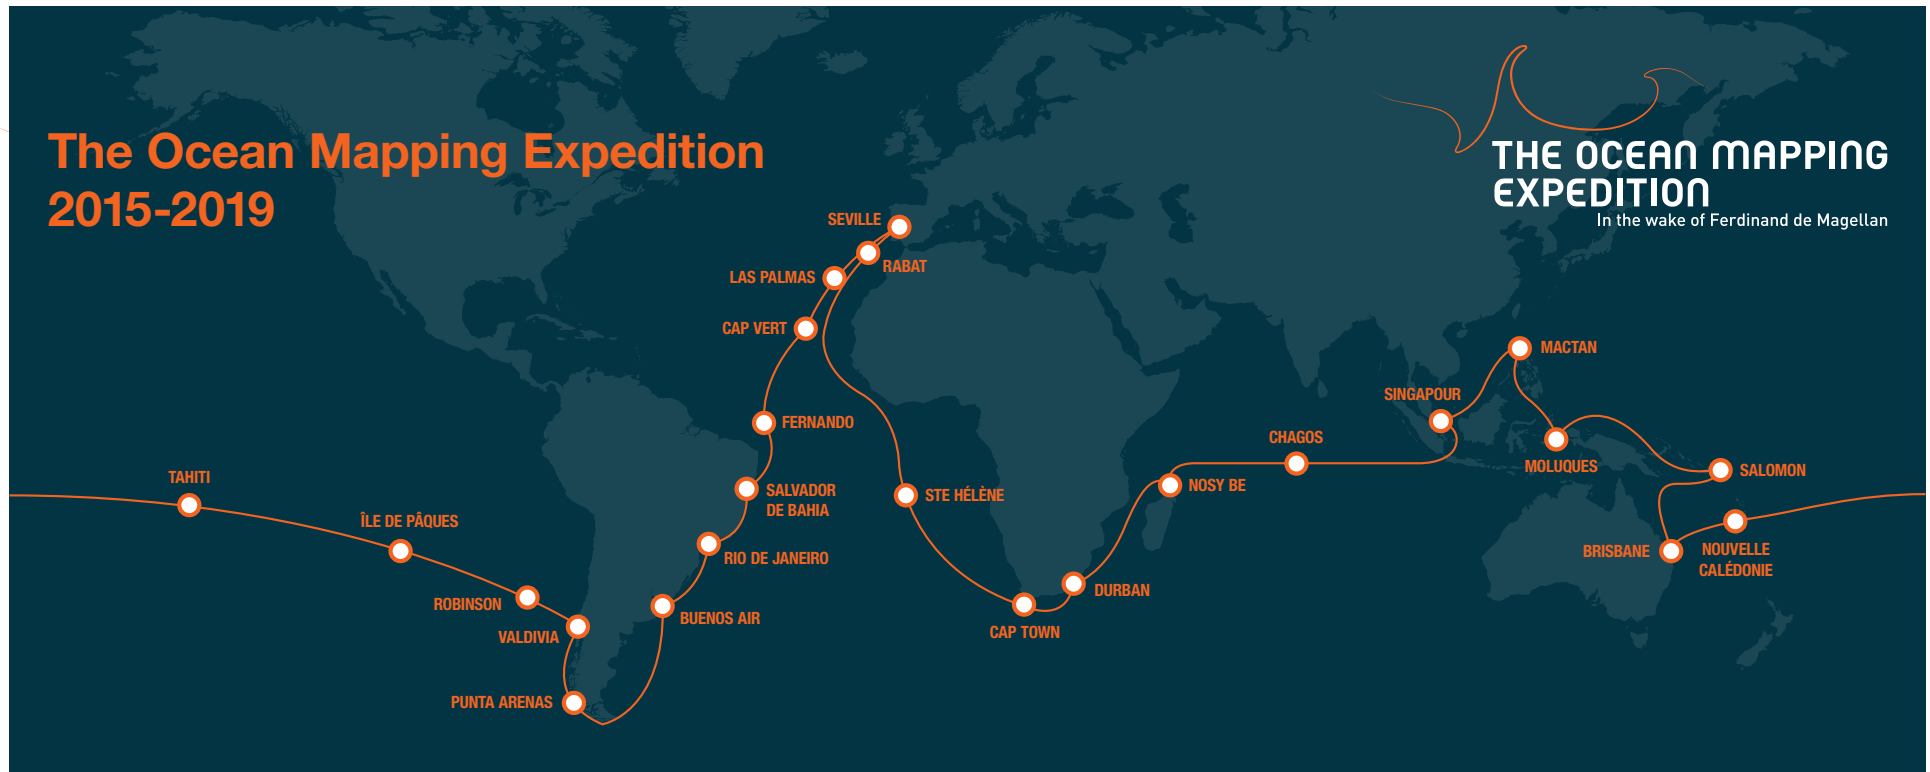 The Ocean Mapping Expedition
2015-2019
THE OCEAN MAPPING
EXPEDITION
In the wake of Ferdinand de Magellan
SEVILLE
RABAT
LAS PALMAS
CAP VERT
MACTAN
SINGAPOUR
FERNANDO
CHAGOS
MOLUQUES
SALOMON
TAHITI
NOSY BE
SALVADOR
DE BAHIA
STE HÉLÈNE
ÎLE DE PÂQUES
RIO DE JANEIRO
BRISBANE
NOUVELLE
CALÉDONIE
DURBAN
ROBINSON
BUENOS AIR
CAP TOWN
VALDIVIA
PUNTA ARENAS